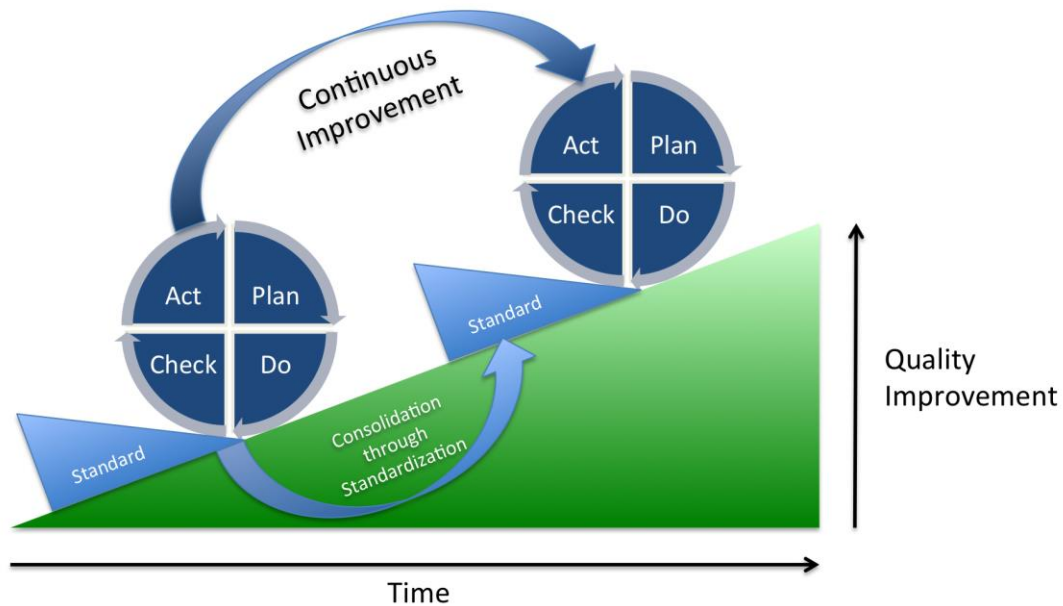 Continuous
Improvement
Act
Plan
Check
Do
Act
Plan
Check
Do
Standard
Standard
Consolidation
through
Standardization
Quality
Improvement
Time